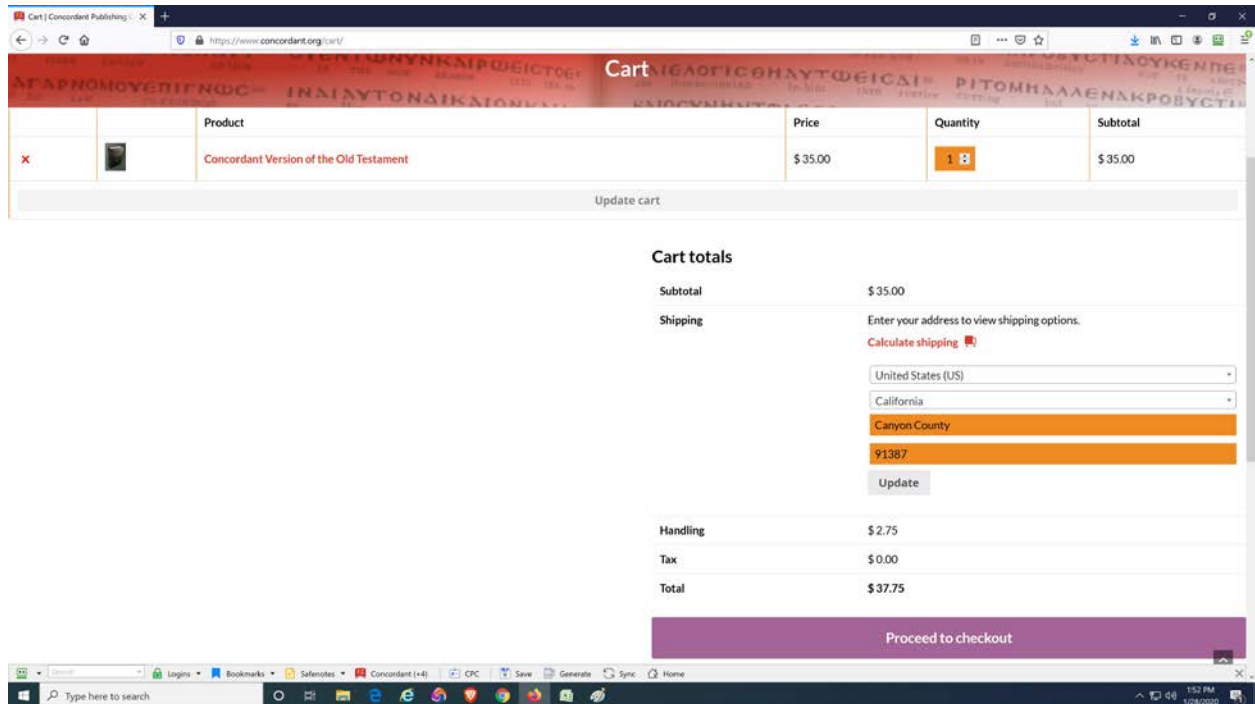 Cart | Concordant Publishing C
https://www.concordant.org/cart/
Cart
Product Price Quantity Subtotal
Concordant Version of the Old Testament $ 35.00 1 $ 35.00
Update cart
Cart totals
Subtotal $ 35.00
Shipping Enter your address to view shipping options.
Calculate shipping
United States (US)
California
Canyon County
91387
Update
Handling $ 2.75
Tax $ 0.00
Total $ 37.75
Proceed to checkout
Logins Bookmarks Safenotes Concordant (+4) CPC Save Generate Sync Home
Type here to search 1:52 PM
1/28/2020